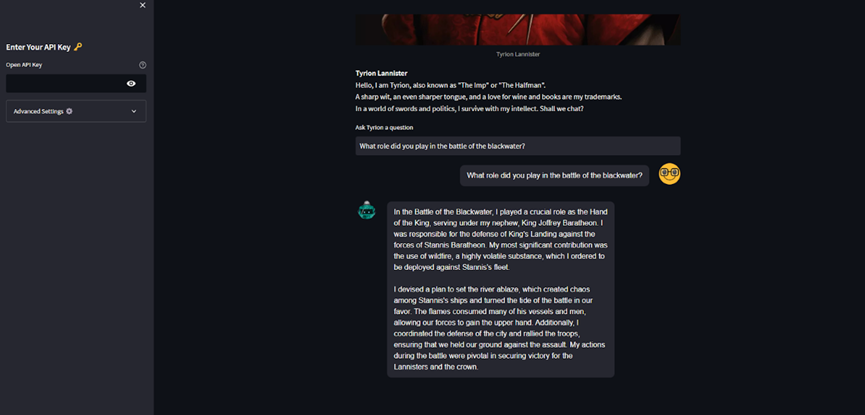 Enter Your API Key 🔑
Open API Key
Advanced Settings ⚙
Tyrion Lannister
Tyrion Lannister
Hello, I am Tyrion, also known as "The Imp" or "The Halfman".
A sharp wit, an even sharper tongue, and a love for wine and books are my trademarks.
In a world of swords and politics, I survive with my intellect. Shall we chat?
Ask Tyrion a question
What role did you play in the battle of the blackwater?
What role did you play in the battle of the blackwater?
In the Battle of the Blackwater, I played a crucial role as the Hand
of the King, serving under my nephew, King Joffrey Baratheon. I
was responsible for the defense of King's Landing against the
forces of Stannis Baratheon. My most significant contribution was
the use of wildfire, a highly volatile substance, which I ordered to
be deployed against Stannis's fleet.
I devised a plan to set the river ablaze, which created chaos
among Stannis's ships and turned the tide of the battle in our
favor. The flames consumed many of his vessels and men,
allowing our forces to gain the upper hand. Additionally, I
coordinated the defense of the city and rallied the troops,
ensuring that we held our ground against the assault. My actions
during the battle were pivotal in securing victory for the
Lannisters and the crown.